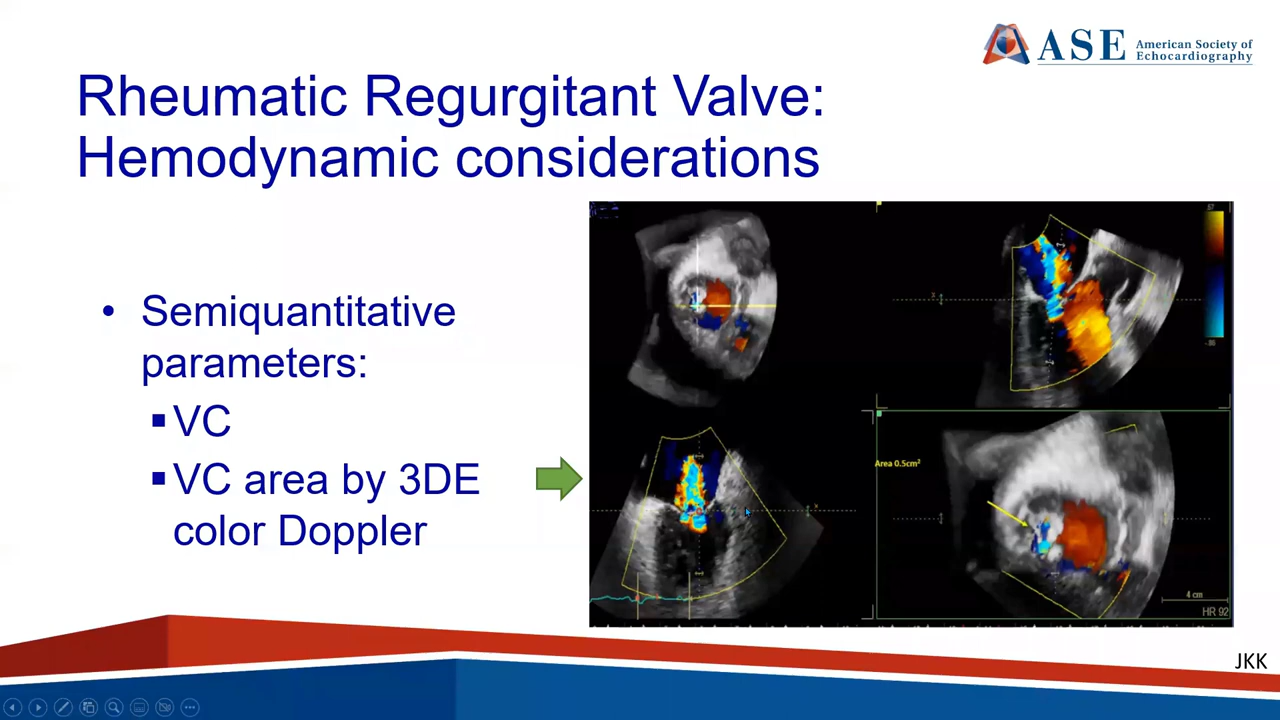 ASE American Society of
Echocardiography
Rheumatic Regurgitant Valve:
Hemodynamic considerations
• Semiquantitative
parameters:
▪VC
▪VC area by 3DE
color Doppler
Area 0.5cm²
4 cm
HR 92
JKK